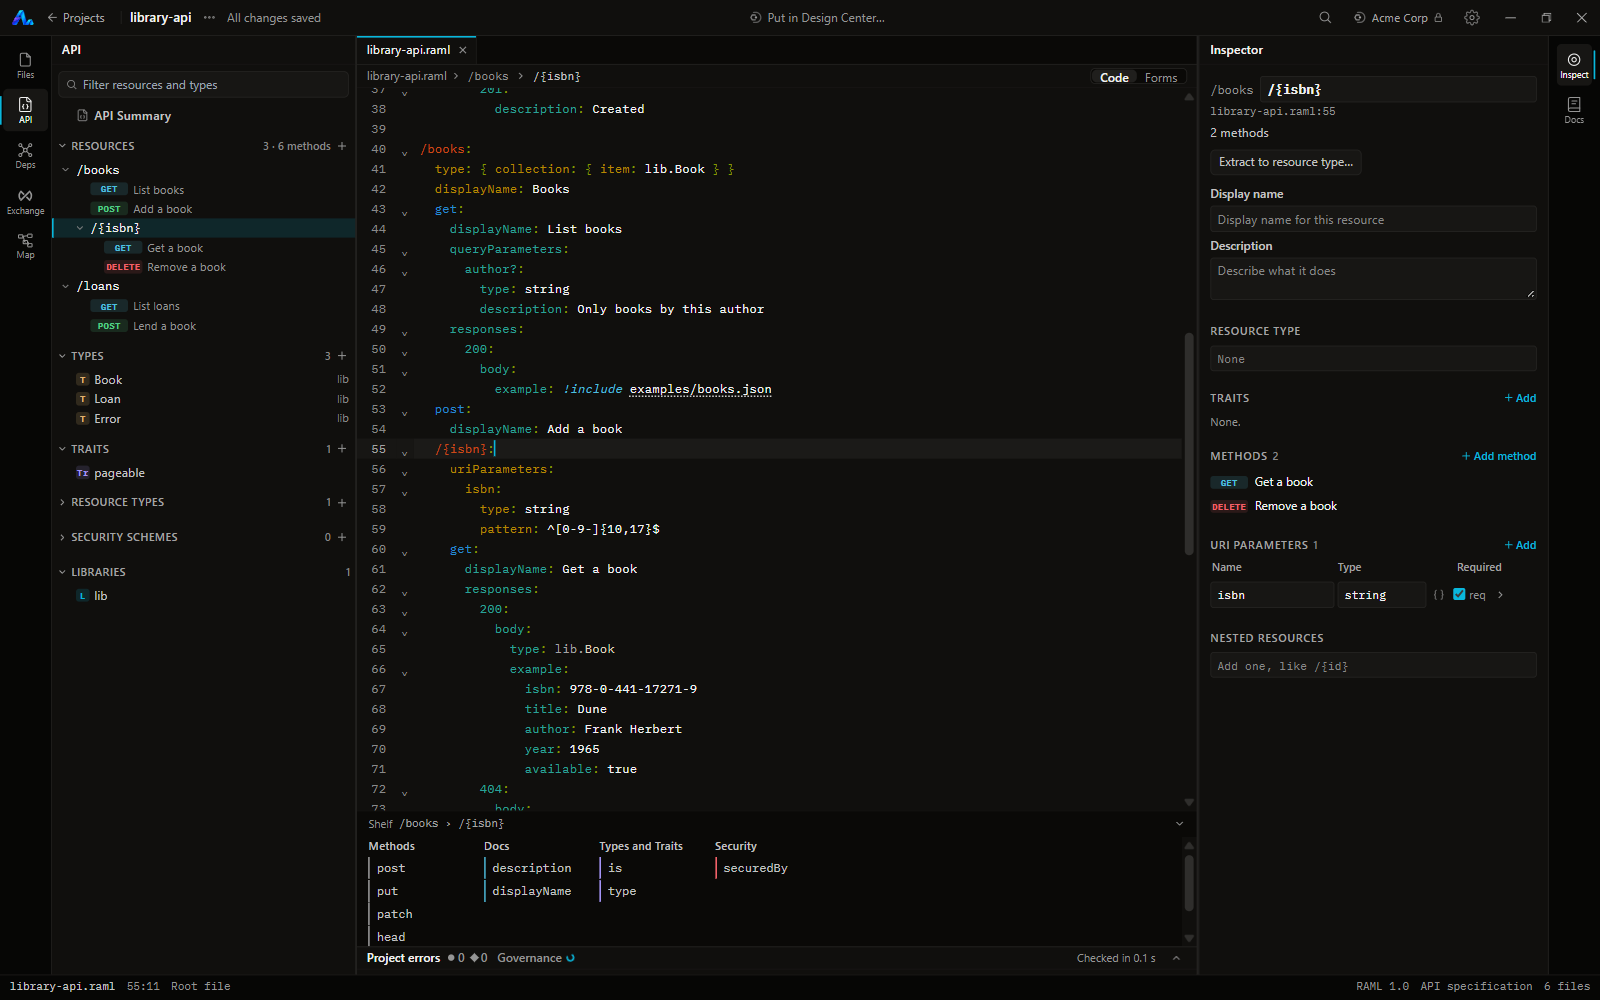 Projects
library-api
All changes saved
Put in Design Center...
Acme Corp
Files
API
Deps
Exchange
Map
API
Filter resources and types
API Summary
RESOURCES 3 · 6 methods +
/books
GET List books
POST Add a book
/{isbn}
GET Get a book
DELETE Remove a book
/loans
GET List loans
POST Lend a book
TYPES 3 +
T Book lib
T Loan lib
T Error lib
TRAITS 1 +
Tr pageable
RESOURCE TYPES 1 +
SECURITY SCHEMES 0 +
LIBRARIES 1
L lib
library-api.raml ×
library-api.raml > /books > /{isbn}
Code Forms
37 201:
38 description: Created
39
40 /books:
41 type: { collection: { item: lib.Book } }
42 displayName: Books
43 get:
44 displayName: List books
45 queryParameters:
46 author?:
47 type: string
48 description: Only books by this author
49 responses:
50 200:
51 body:
52 example: !include examples/books.json
53 post:
54 displayName: Add a book
55 /{isbn}:
56 uriParameters:
57 isbn:
58 type: string
59 pattern: ^[0-9-]{10,17}$
60 get:
61 displayName: Get a book
62 responses:
63 200:
64 body:
65 type: lib.Book
66 example:
67 isbn: 978-0-441-17271-9
68 title: Dune
69 author: Frank Herbert
70 year: 1965
71 available: true
72 404:
73 body:
Shelf /books > /{isbn}
Methods Docs Types and Traits Security
post description is securedBy
put displayName type
patch
head
Project errors 0 0 Governance
Checked in 0.1 s
Inspector
/books /{isbn}
library-api.raml:55
2 methods
Extract to resource type...
Display name
Display name for this resource
Description
Describe what it does
RESOURCE TYPE
None
TRAITS + Add
None.
METHODS 2 + Add method
GET Get a book
DELETE Remove a book
URI PARAMETERS 1 + Add
Name Type Required
isbn string {} req >
NESTED RESOURCES
Add one, like /{id}
Inspect
Docs
library-api.raml 55:11 Root file
RAML 1.0 API specification 6 files